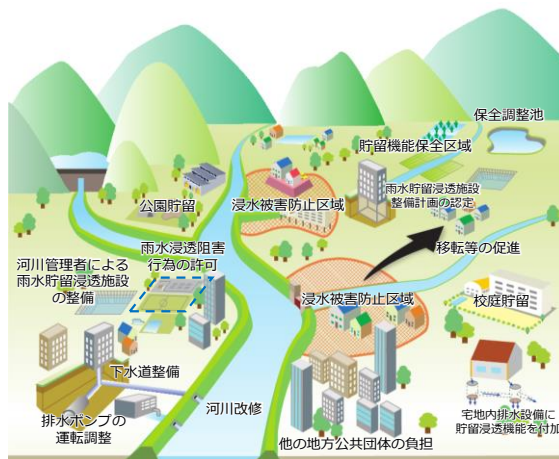 保全調整池
貯留機能保全区域
雨水貯留浸透施設
整備計画の認定
公園貯留
浸水被害防止区域
雨水浸透阻害
行為の許可
移転等の促進
河川管理者による
雨水貯留浸透施設
の整備
浸水被害防止区域
校庭貯留
下水道整備
排水ポンプの
運転調整
河川改修
宅地内排水設備に
貯留浸透機能を付加
他の地方公共団体の負担